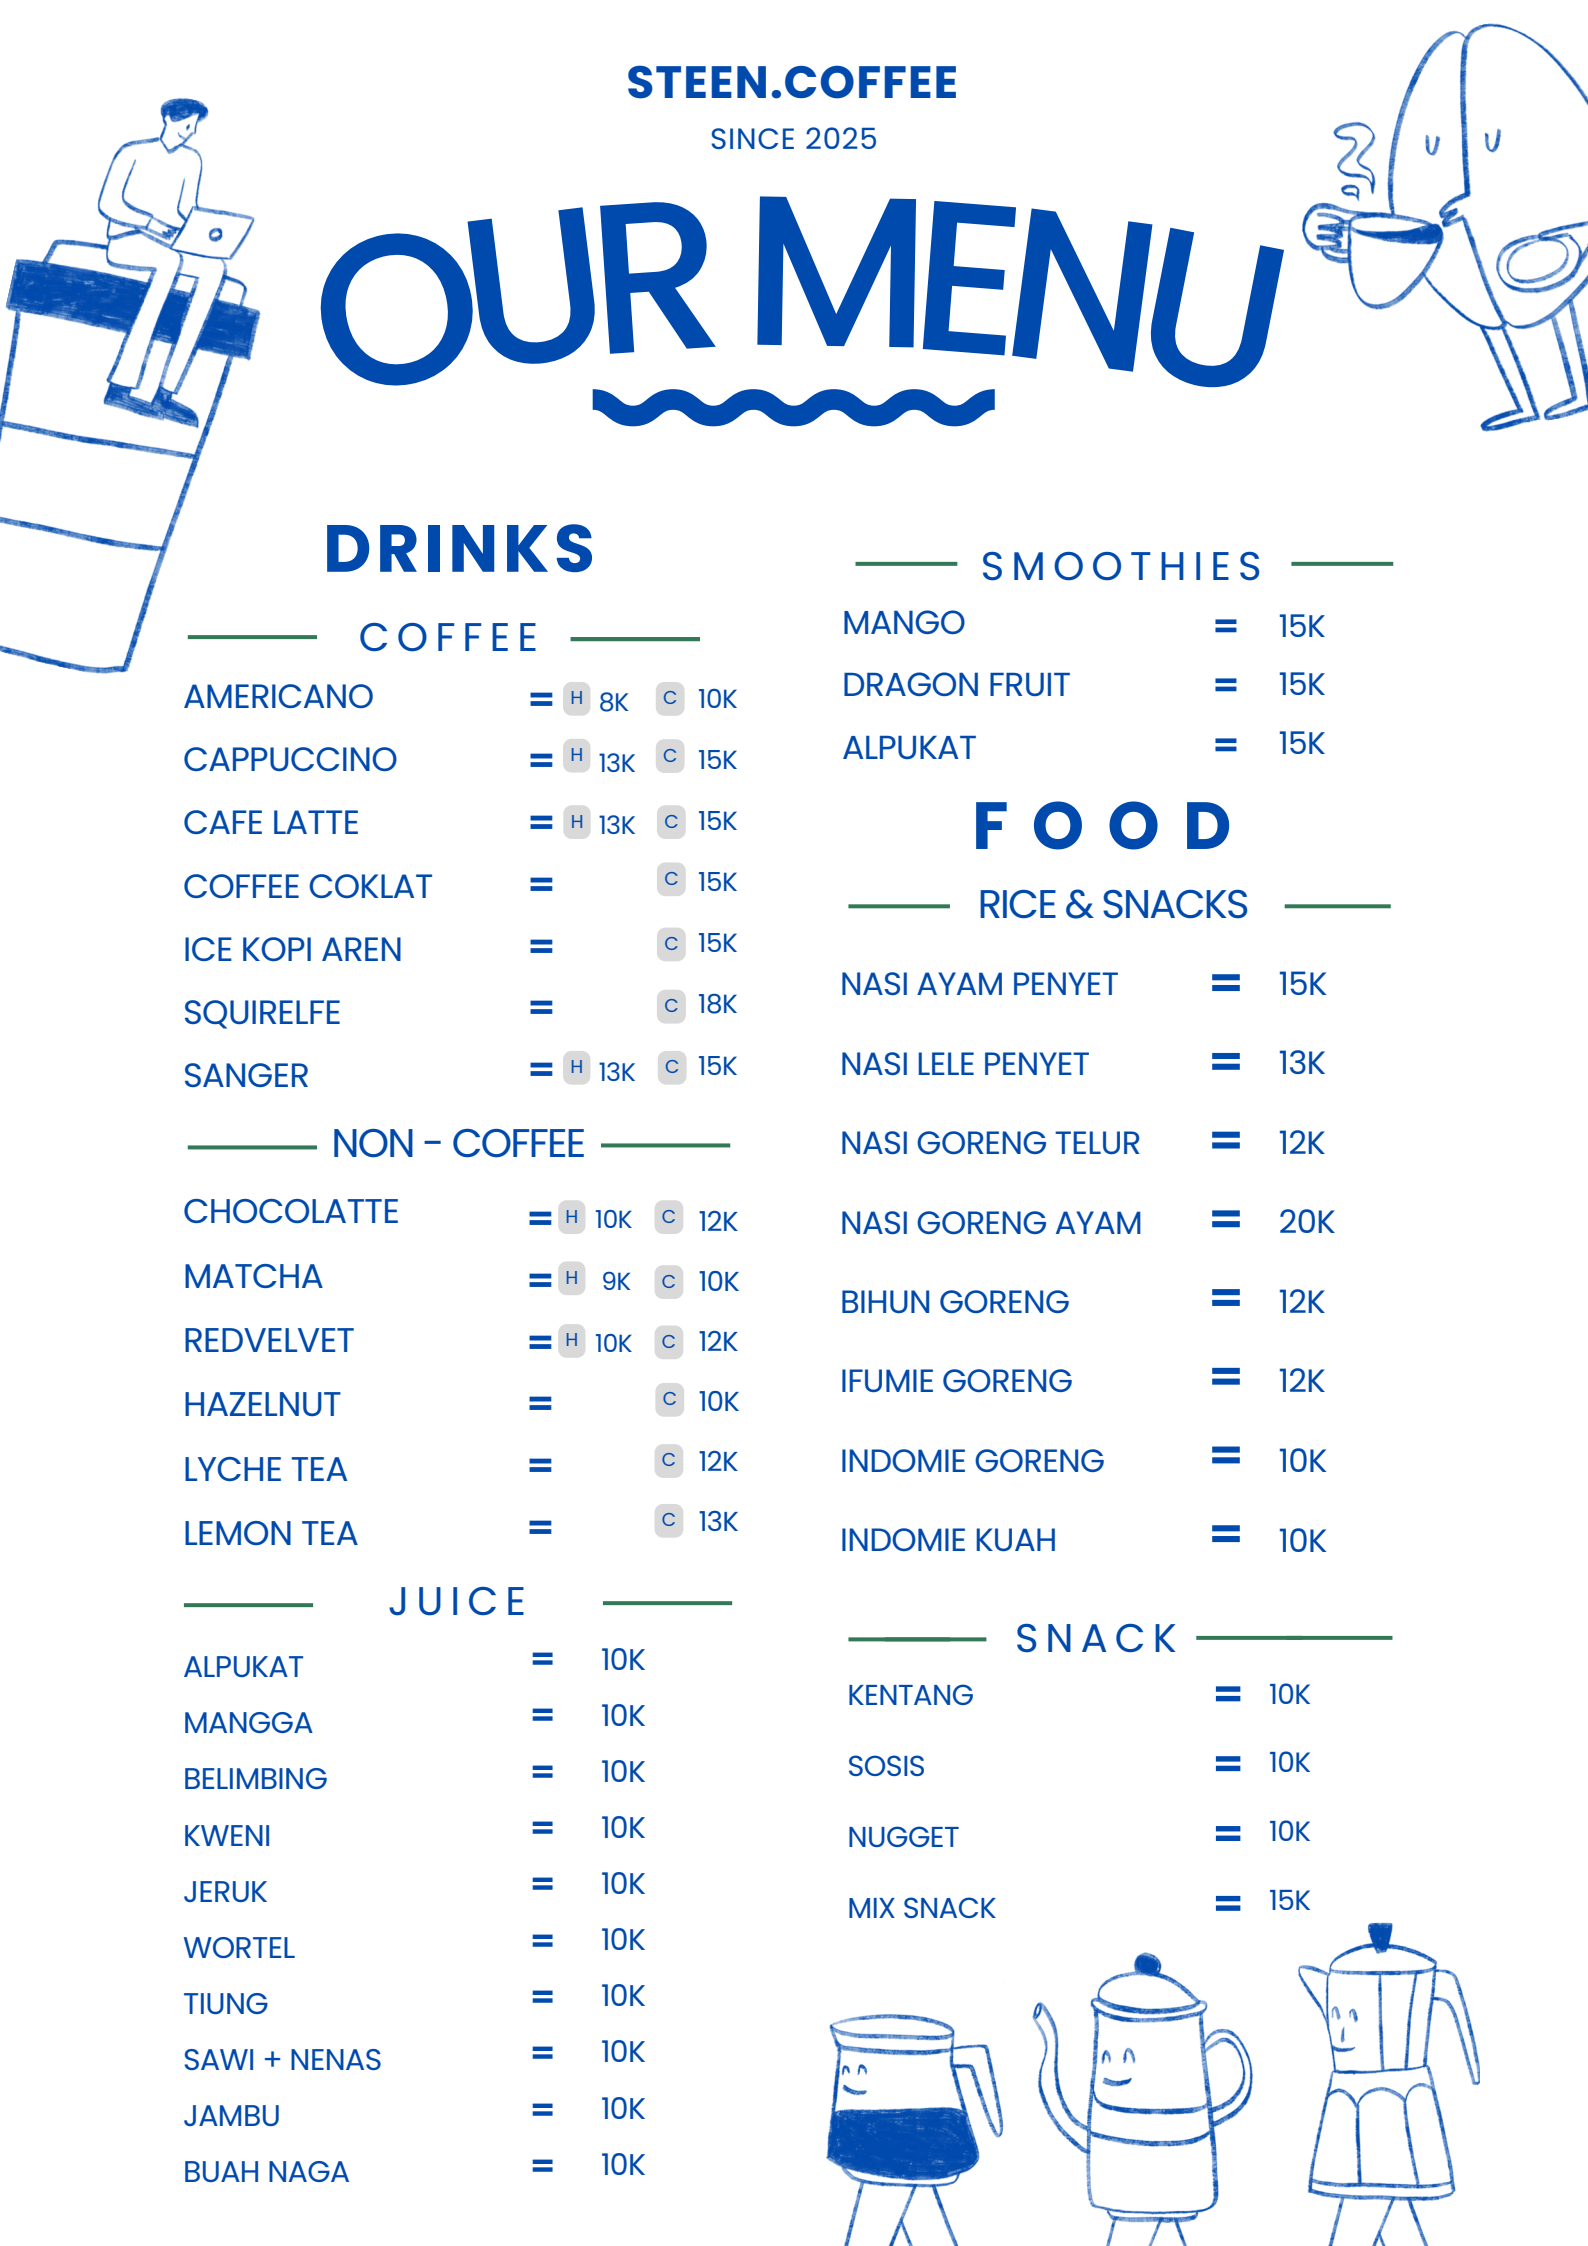 STEEN.COFFEE
SINCE 2025
OUR MENU
DRINKS
COFFEE
AMERICANO = H 8K C 10K
CAPPUCCINO = H 13K C 15K
CAFE LATTE = H 13K C 15K
COFFEE COKLAT = C 15K
ICE KOPI AREN = C 15K
SQUIRELFE = C 18K
SANGER = H 13K C 15K
NON - COFFEE
CHOCOLATTE = H 10K C 12K
MATCHA = H 9K C 10K
REDVELVET = H 10K C 12K
HAZELNUT = C 10K
LYCHE TEA = C 12K
LEMON TEA = C 13K
JUICE
ALPUKAT = 10K
MANGGA = 10K
BELIMBING = 10K
KWENI = 10K
JERUK = 10K
WORTEL = 10K
TIUNG = 10K
SAWI + NENAS = 10K
JAMBU = 10K
BUAH NAGA = 10K
SMOOTHIES
MANGO = 15K
DRAGON FRUIT = 15K
ALPUKAT = 15K
FOOD
RICE & SNACKS
NASI AYAM PENYET = 15K
NASI LELE PENYET = 13K
NASI GORENG TELUR = 12K
NASI GORENG AYAM = 20K
BIHUN GORENG = 12K
IFUMIE GORENG = 12K
INDOMIE GORENG = 10K
INDOMIE KUAH = 10K
SNACK
KENTANG = 10K
SOSIS = 10K
NUGGET = 10K
MIX SNACK = 15K